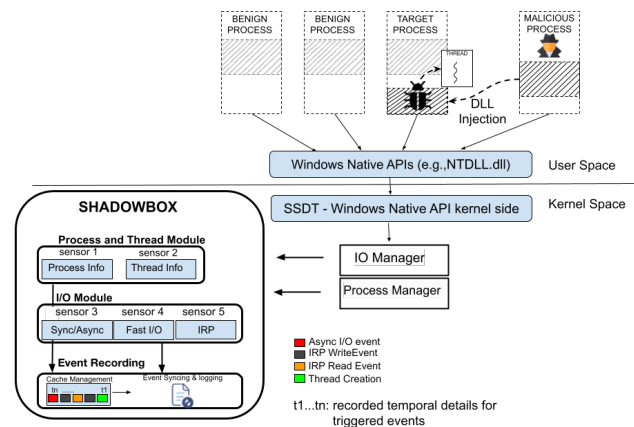 BENIGN
PROCESS
BENIGN
PROCESS
TARGET
PROCESS
MALICIOUS
PROCESS
THREAD
DLL
Injection
Windows Native APIs (e.g.,NTDLL.dll)
User Space
Kernel Space
SSDT - Windows Native API kernel side
SHADOWBOX
Process and Thread Module
sensor 1
sensor 2
Process Info
Thread Info
IO Manager
Process Manager
I/O Module
sensor 3
sensor 4
sensor 5
Sync/Async
Fast I/O
IRP
Event Recording
Cache Management
Event Syncing & logging
tn ...... t1
Async I/O event
IRP WriteEvent
IRP Read Event
Thread Creation
t1...tn: recorded temporal details for
triggered events